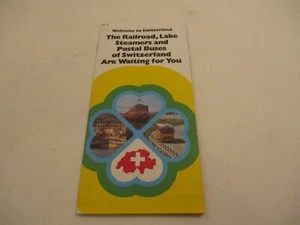 Welcome to Switzerland
The Railroad, Lake
Steamers and
Postal Buses
of Switzerland
Are Waiting for You